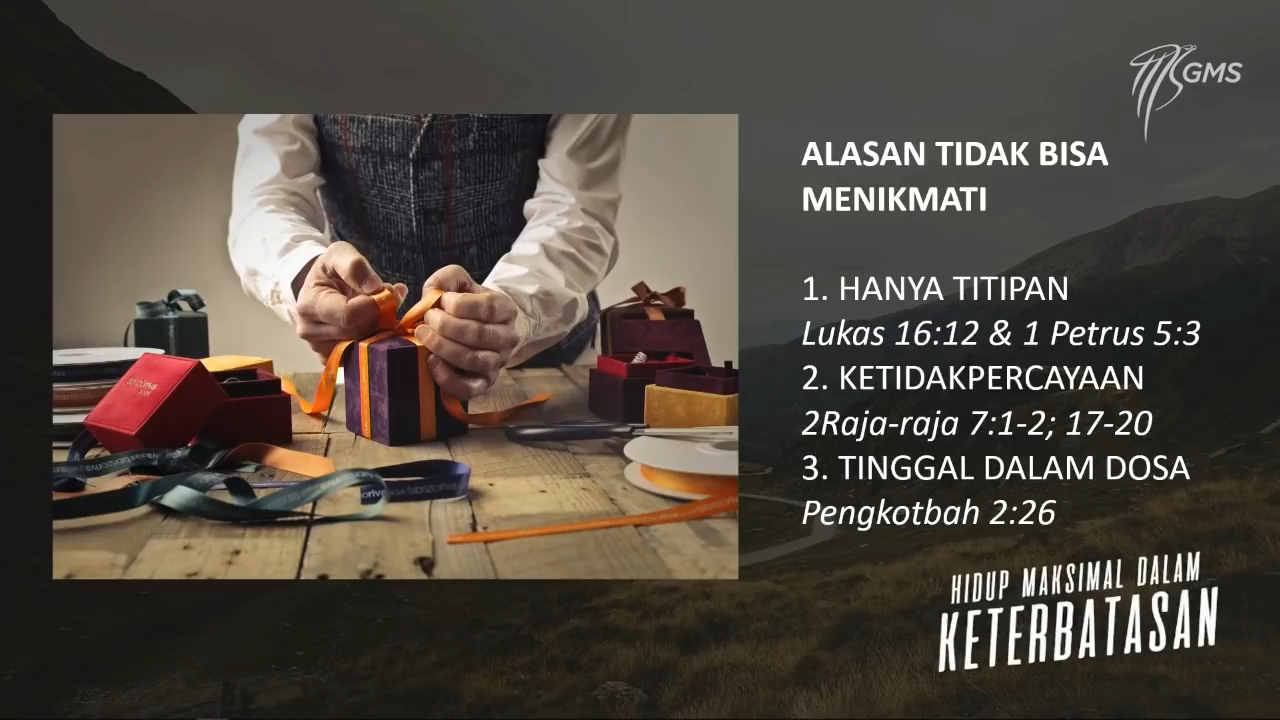 GMS
ALASAN TIDAK BISA
MENIKMATI
1. HANYA TITIPAN
Lukas 16:12 & 1 Petrus 5:3
2. KETIDAKPERCAYAAN
2Raja-raja 7:1-2; 17-20
3. TINGGAL DALAM DOSA
Pengkotbah 2:26
HIDUP MAKSIMAL DALAM
KETERBATASAN